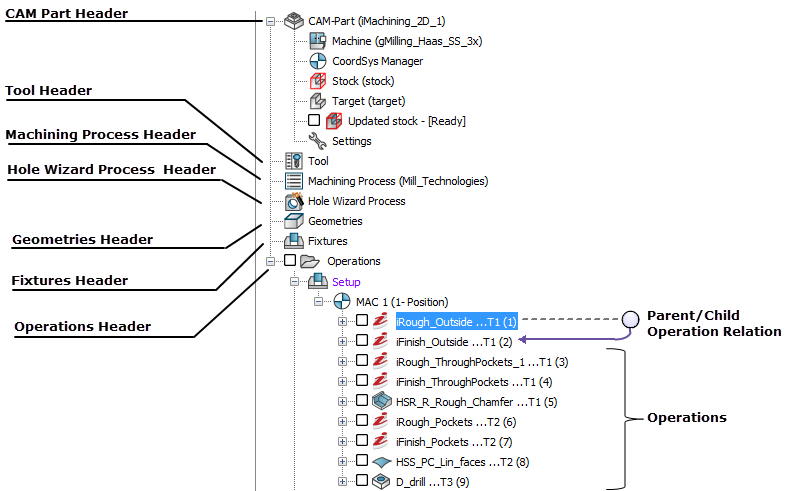 CAM Part Header
Tool Header
Machining Process Header
Hole Wizard Process Header
Geometries Header
Fixtures Header
Operations Header
CAM-Part (iMachining_2D_1)
Machine (gMilling_Haas_SS_3x)
CoordSys Manager
Stock (stock)
Target (target)
Updated stock - [Ready]
Settings
Tool
Machining Process (Mill_Technologies)
Hole Wizard Process
Geometries
Fixtures
Operations
Setup
MAC 1 (1- Position)
iRough_Outside ...T1 (1)
iFinish_Outside ...T1 (2)
iRough_ThroughPockets_1 ...T1 (3)
iFinish_ThroughPockets ...T1 (4)
HSR_R_Rough_Chamfer ...T1 (5)
iRough_Pockets ...T2 (6)
iFinish_Pockets ...T2 (7)
HSS_PC_Lin_faces ...T2 (8)
D_drill ...T3 (9)
Parent/Child
Operation Relation
Operations